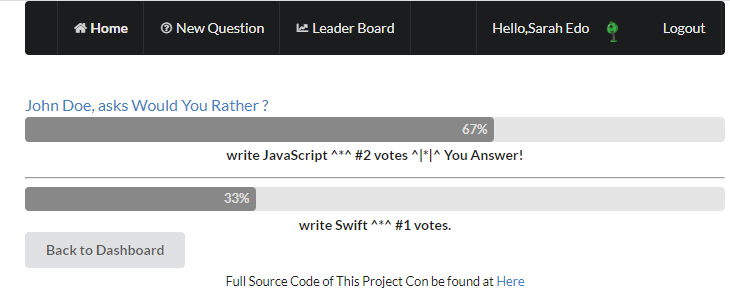 Home New Question Leader Board Hello,Sarah Edo Logout
John Doe, asks Would You Rather ?
67%
write JavaScript ^*^ #2 votes ^|*|^ You Answer!
33%
write Swift ^*^ #1 votes.
Back to Dashboard
Full Source Code of This Project Con be found at Here